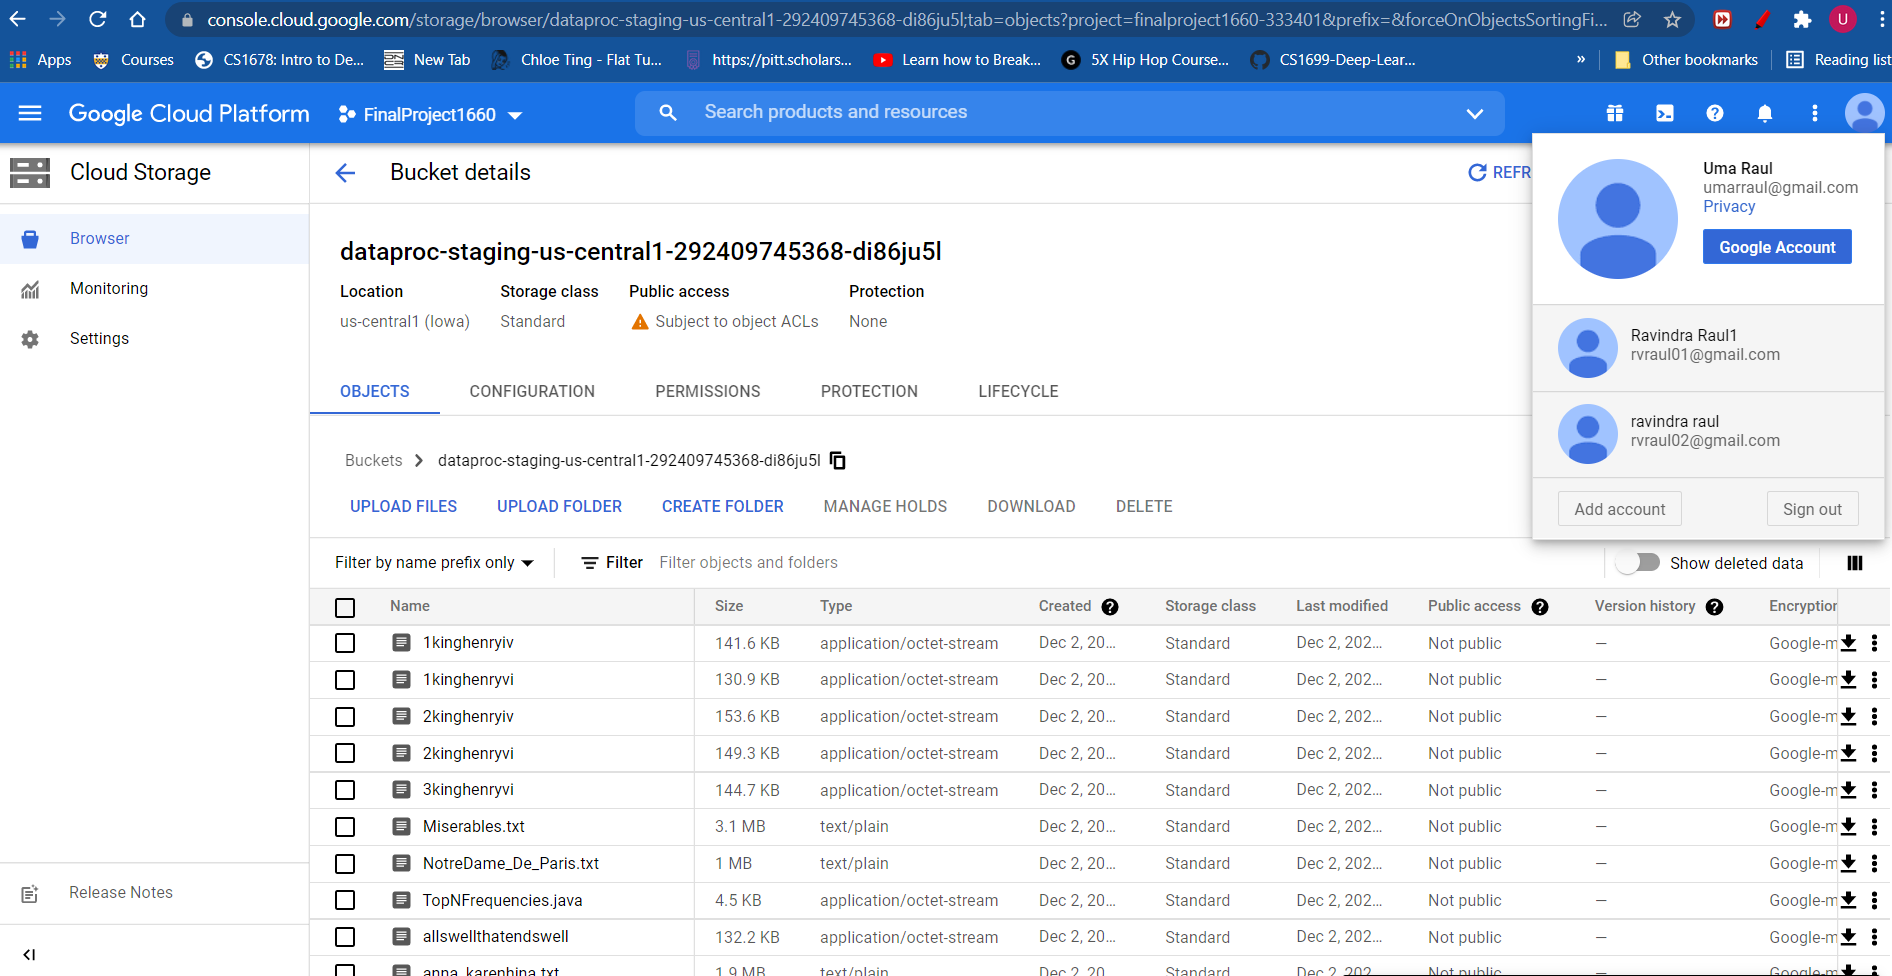 console.cloud.google.com/storage/browser/dataproc-staging-us-central1-292409745368-di86ju5l;tab=objects?project=finalproject1660-333401&prefix=&forceOnObjectsSortingFi...
U
Apps Courses CS1678: Intro to De... New Tab Chloe Ting - Flat Tu... https://pitt.scholars... Learn how to Break... G 5X Hip Hop Course... CS1699-Deep-Lear... » Other bookmarks Reading list
Google Cloud Platform FinalProject1660 Search products and resources
Cloud Storage
Bucket details
REFR
Browser
Monitoring
Settings
Release Notes
dataproc-staging-us-central1-292409745368-di86ju5l
Location Storage class Public access Protection
us-central1 (Iowa) Standard Subject to object ACLs None
OBJECTS CONFIGURATION PERMISSIONS PROTECTION LIFECYCLE
Buckets dataproc-staging-us-central1-292409745368-di86ju5l
UPLOAD FILES UPLOAD FOLDER CREATE FOLDER MANAGE HOLDS DOWNLOAD DELETE
Uma Raul
umarraul@gmail.com
Privacy
Google Account
Ravindra Raul1
rvraul01@gmail.com
ravindra raul
rvraul02@gmail.com
Add account Sign out
Filter by name prefix only Filter Filter objects and folders Show deleted data
Name Size Type Created Storage class Last modified Public access Version history Encryption
1kinghenryiv 141.6 KB application/octet-stream Dec 2, 20... Standard Dec 2, 202... Not public — Google-m
1kinghenryvi 130.9 KB application/octet-stream Dec 2, 20... Standard Dec 2, 202... Not public — Google-m
2kinghenryiv 153.6 KB application/octet-stream Dec 2, 20... Standard Dec 2, 202... Not public — Google-m
2kinghenryvi 149.3 KB application/octet-stream Dec 2, 20... Standard Dec 2, 202... Not public — Google-m
3kinghenryvi 144.7 KB application/octet-stream Dec 2, 20... Standard Dec 2, 202... Not public — Google-m
Miserables.txt 3.1 MB text/plain Dec 2, 20... Standard Dec 2, 202... Not public — Google-m
NotreDame_De_Paris.txt 1 MB text/plain Dec 2, 20... Standard Dec 2, 202... Not public — Google-m
TopNFrequencies.java 4.5 KB application/octet-stream Dec 2, 20... Standard Dec 2, 202... Not public — Google-m
allswellthatendswell 132.2 KB application/octet-stream Dec 2, 20... Standard Dec 2, 202... Not public — Google-m
anna_karenhina.txt 1.9 MB text/plain Dec 2, 20... Standard Dec 2, 202... Not public — Google-m